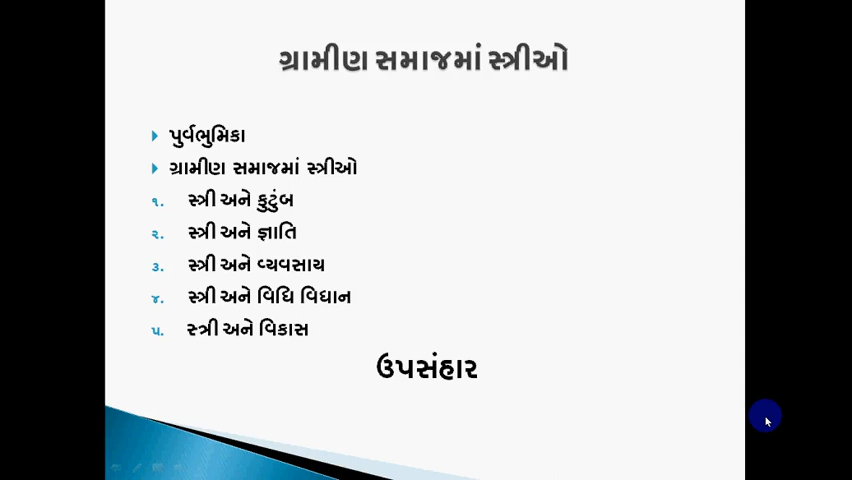 ગ્રામીણ સમાજમાં સ્ત્રીઓ
પુર્વભુમિકા
ગ્રામીણ સમાજમાં સ્ત્રીઓ
૧. સ્ત્રી અને કુટુંબ
૨. સ્ત્રી અને જ્ઞાતિ
૩. સ્ત્રી અને વ્યવસાય
૪. સ્ત્રી અને વિધિ વિધાન
૫. સ્ત્રી અને વિકાસ
ઉપસંહાર